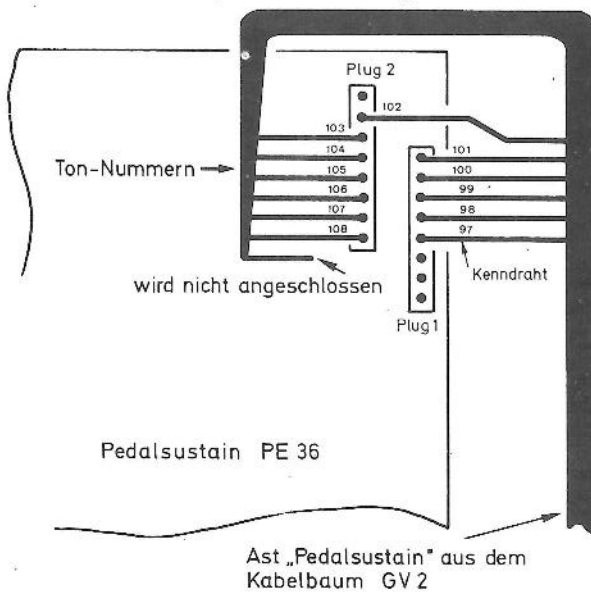 Plug 2
102
103
101
104
100
Ton-Nummern
105
99
106
98
107
97
108
Kenndraht
wird nicht angeschlossen
Plug 1
Pedalsustain PE 36
Ast „Pedalsustain" aus dem
Kabelbaum GV 2